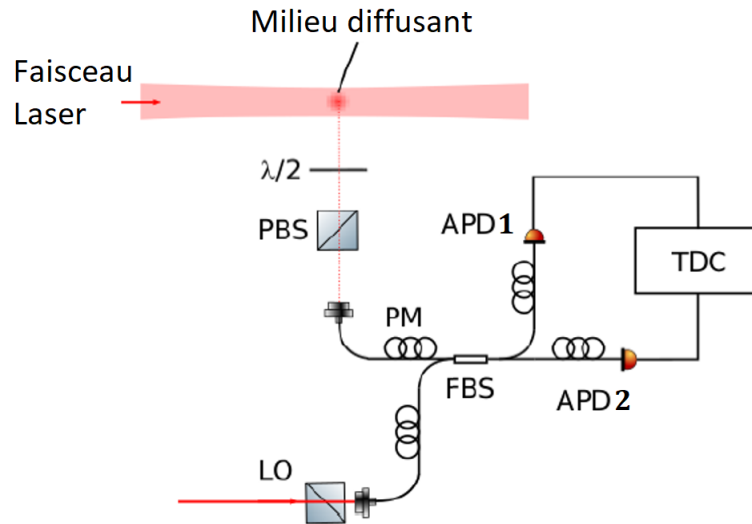 Milieu diffusant
Faisceau
Laser
λ/2
PBS
APD1
TDC
PM
FBS
APD2
LO